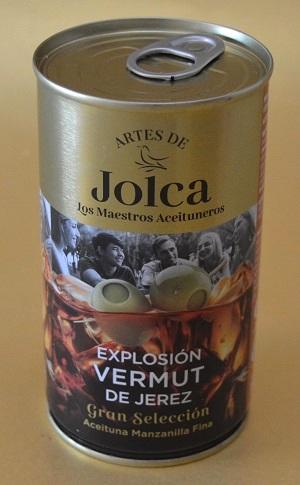 ARTES DE
Jolca
Los Maestros Aceituneros
EXPLOSIÓN
VERMUT
DE JEREZ
Gran Selección
Aceituna Manzanilla Fina